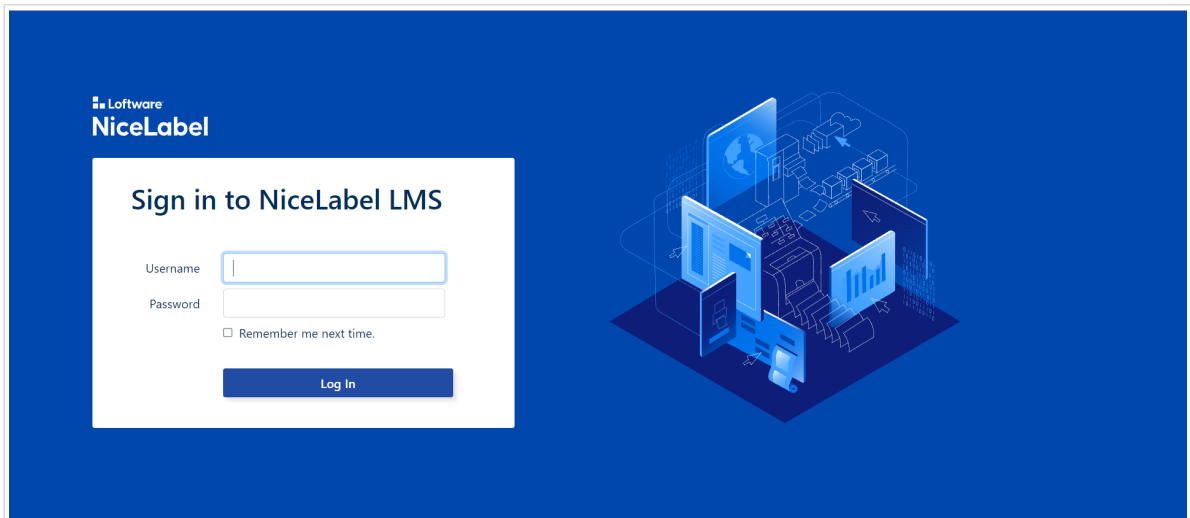 Loftware
NiceLabel
Sign in to NiceLabel LMS
Username
Password
Remember me next time.
Log In